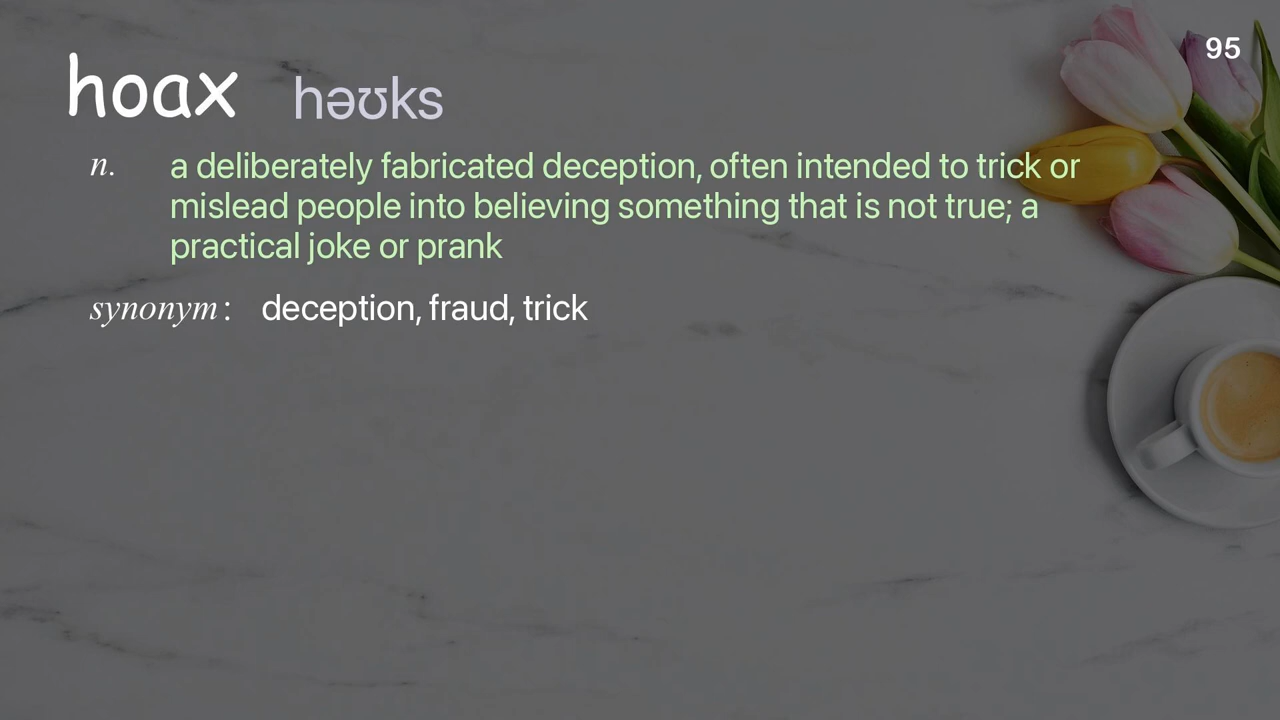 95
hoax həʊks
n. a deliberately fabricated deception, often intended to trick or
mislead people into believing something that is not true; a
practical joke or prank
synonym: deception, fraud, trick